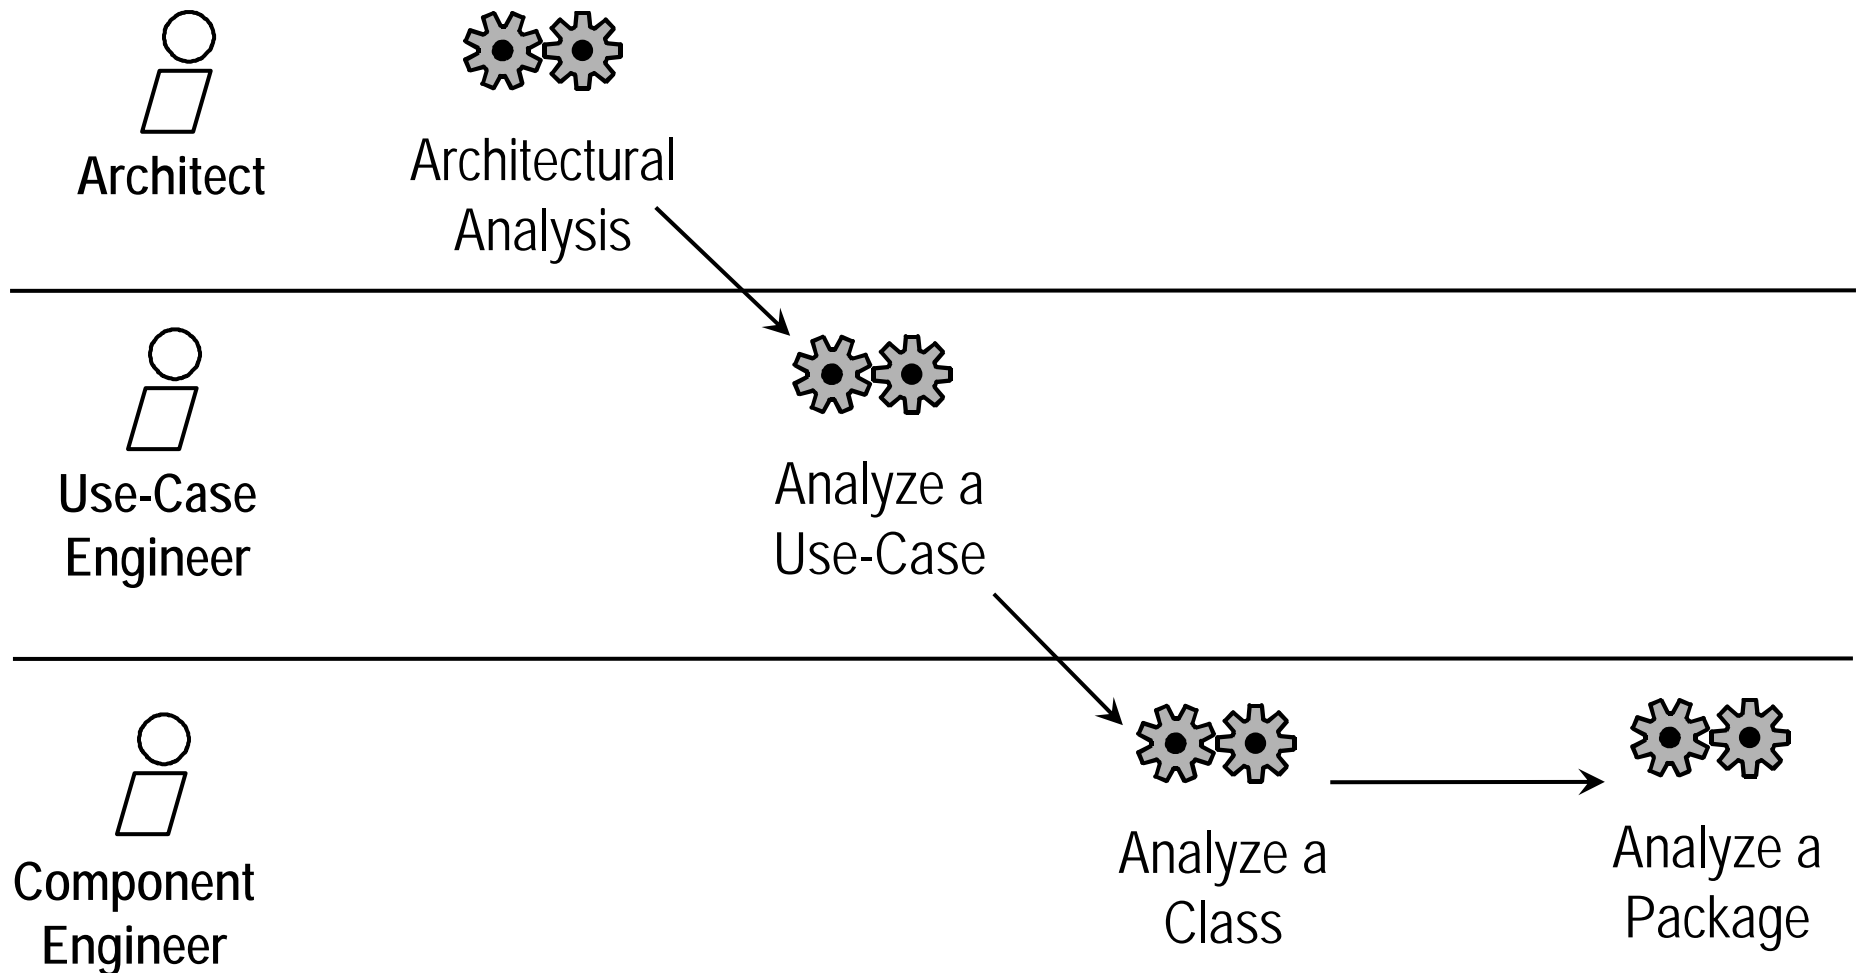 Architect
Architectural
Analysis
Use-Case
Engineer
Analyze a
Use-Case
Component
Engineer
Analyze a
Class
Analyze a
Package